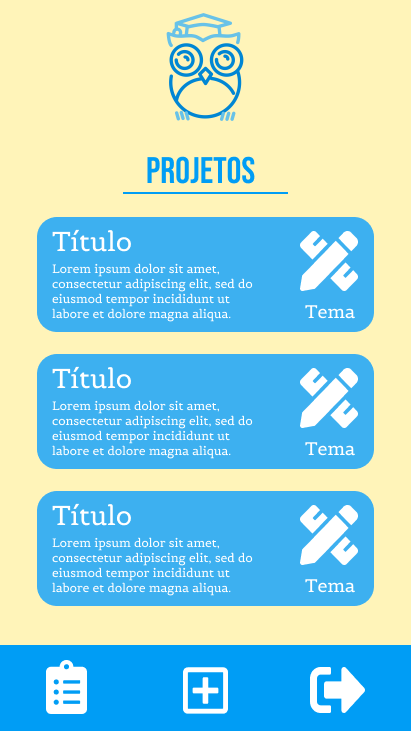 PROJETOS
Título
Lorem ipsum dolor sit amet,
consectetur adipiscing elit, sed do
eiusmod tempor incididunt ut
labore et dolore magna aliqua.
Tema
Título
Lorem ipsum dolor sit amet,
consectetur adipiscing elit, sed do
eiusmod tempor incididunt ut
labore et dolore magna aliqua.
Tema
Título
Lorem ipsum dolor sit amet,
consectetur adipiscing elit, sed do
eiusmod tempor incididunt ut
labore et dolore magna aliqua.
Tema